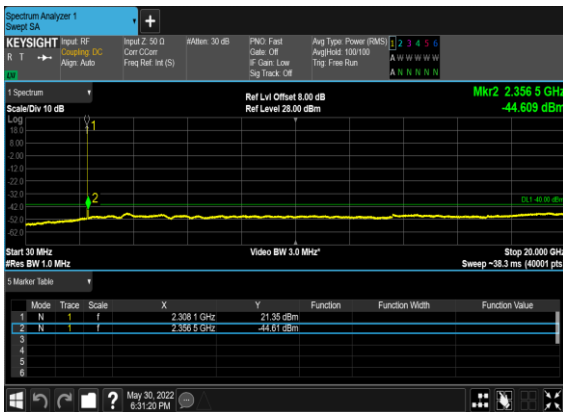 Spectrum Analyzer 1
Swept SA
+
KEYSIGHT
R T
LW
Input: RF
Coupling: DC
Align: Auto
Input Z: 50 Ω
Corr CCorr
Freq Ref: Int (S)
#Atten: 30 dB
PNO: Fast
Gate: Off
IF Gain: Low
Sig Track: Off
Avg Type: Power (RMS)
Avg|Hold: 100/100
Trig: Free Run
1 2 3 4 5 6
A W W W W W
A N N N N N
1 Spectrum
Scale/Div 10 dB
Ref Lvl Offset 8.00 dB
Ref Level 28.00 dBm
Mkr2 2.356 5 GHz
-44.609 dBm
Log
1
18.0
8.00
-2.00
-12.0
-22.0
-32.0
2
DL1 -40.00 dBm
-42.0
-52.0
-62.0
Start 30 MHz
#Res BW 1.0 MHz
Video BW 3.0 MHz*
Stop 20.000 GHz
Sweep ~38.3 ms (40001 pts)
5 Marker Table
Mode Trace Scale X Y Function Function Width Function Value
1 N 1 f 2.308 1 GHz 21.35 dBm
2 N 1 f 2.356 5 GHz -44.61 dBm
3
4
5
6
?
May 30, 2022
6:31:20 PM